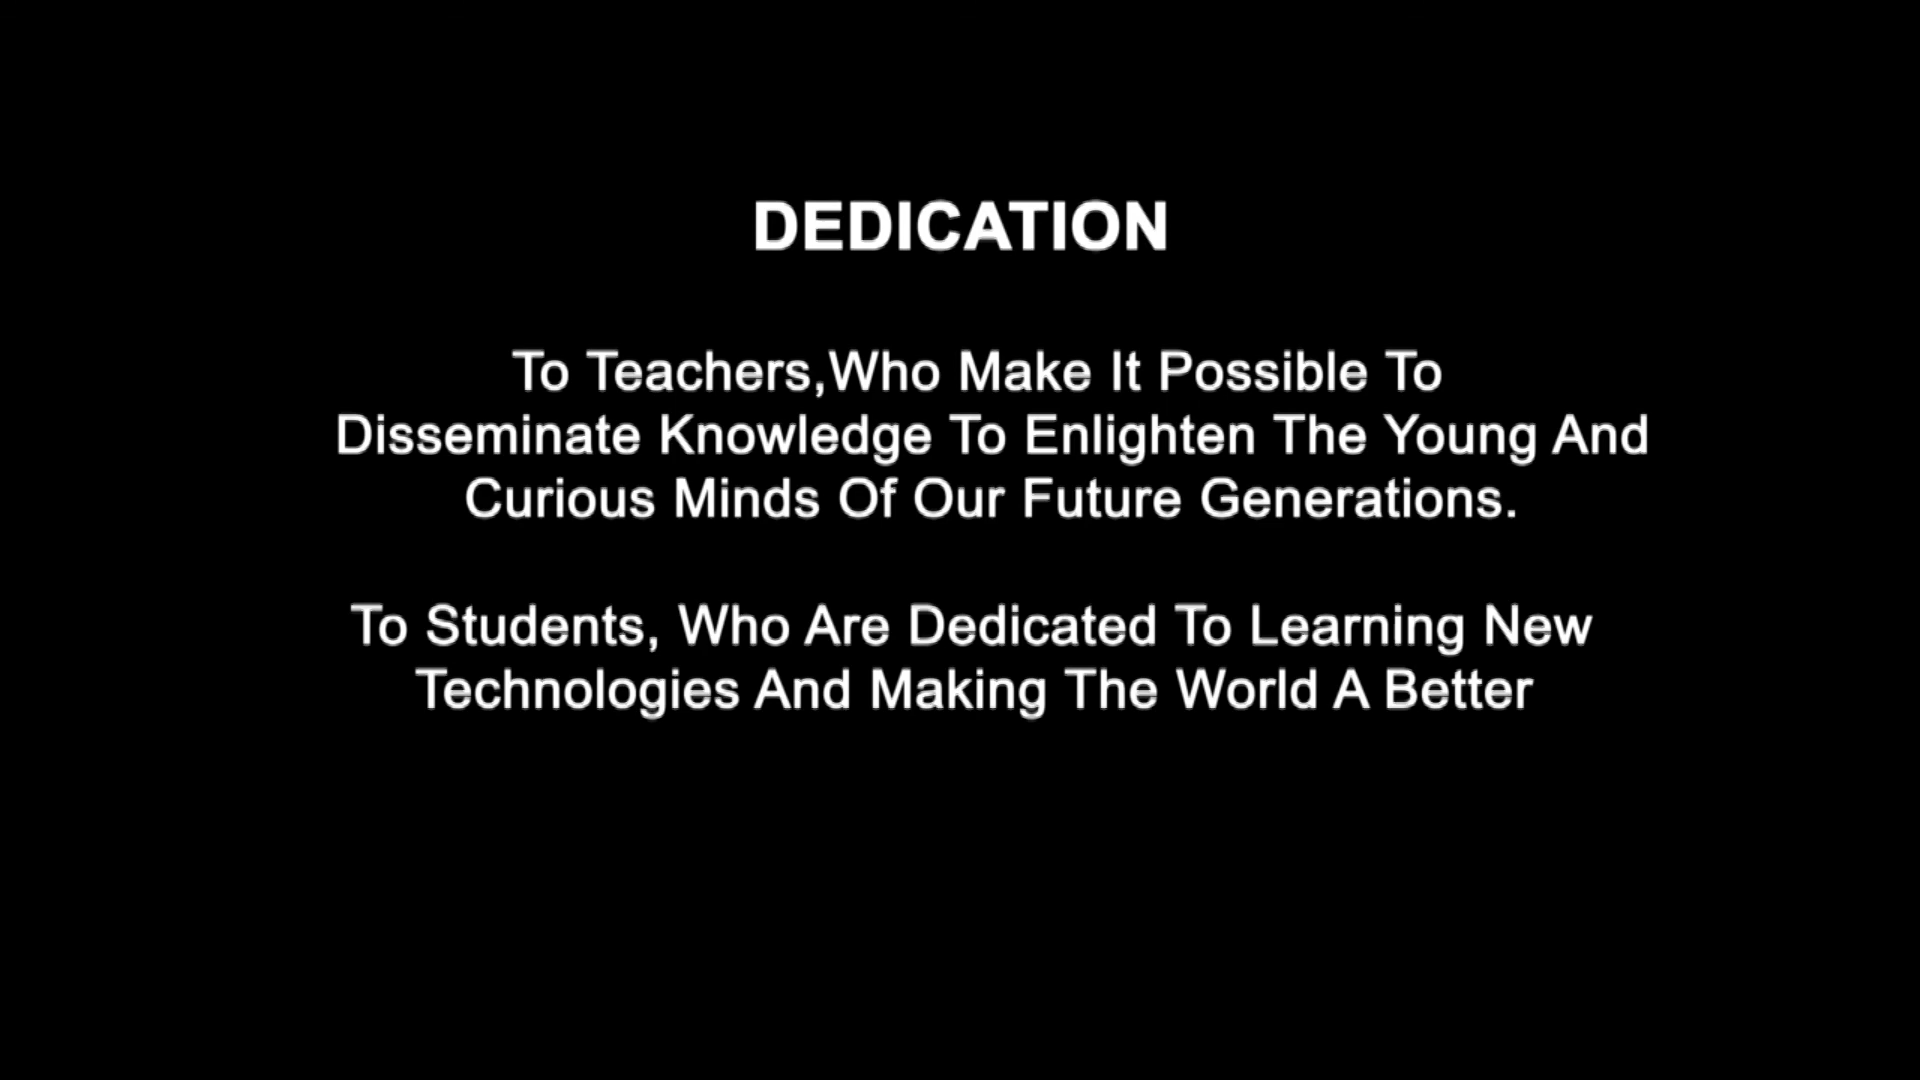 DEDICATION
To Teachers,Who Make It Possible To
Disseminate Knowledge To Enlighten The Young And
Curious Minds Of Our Future Generations.
To Students, Who Are Dedicated To Learning New
Technologies And Making The World A Better